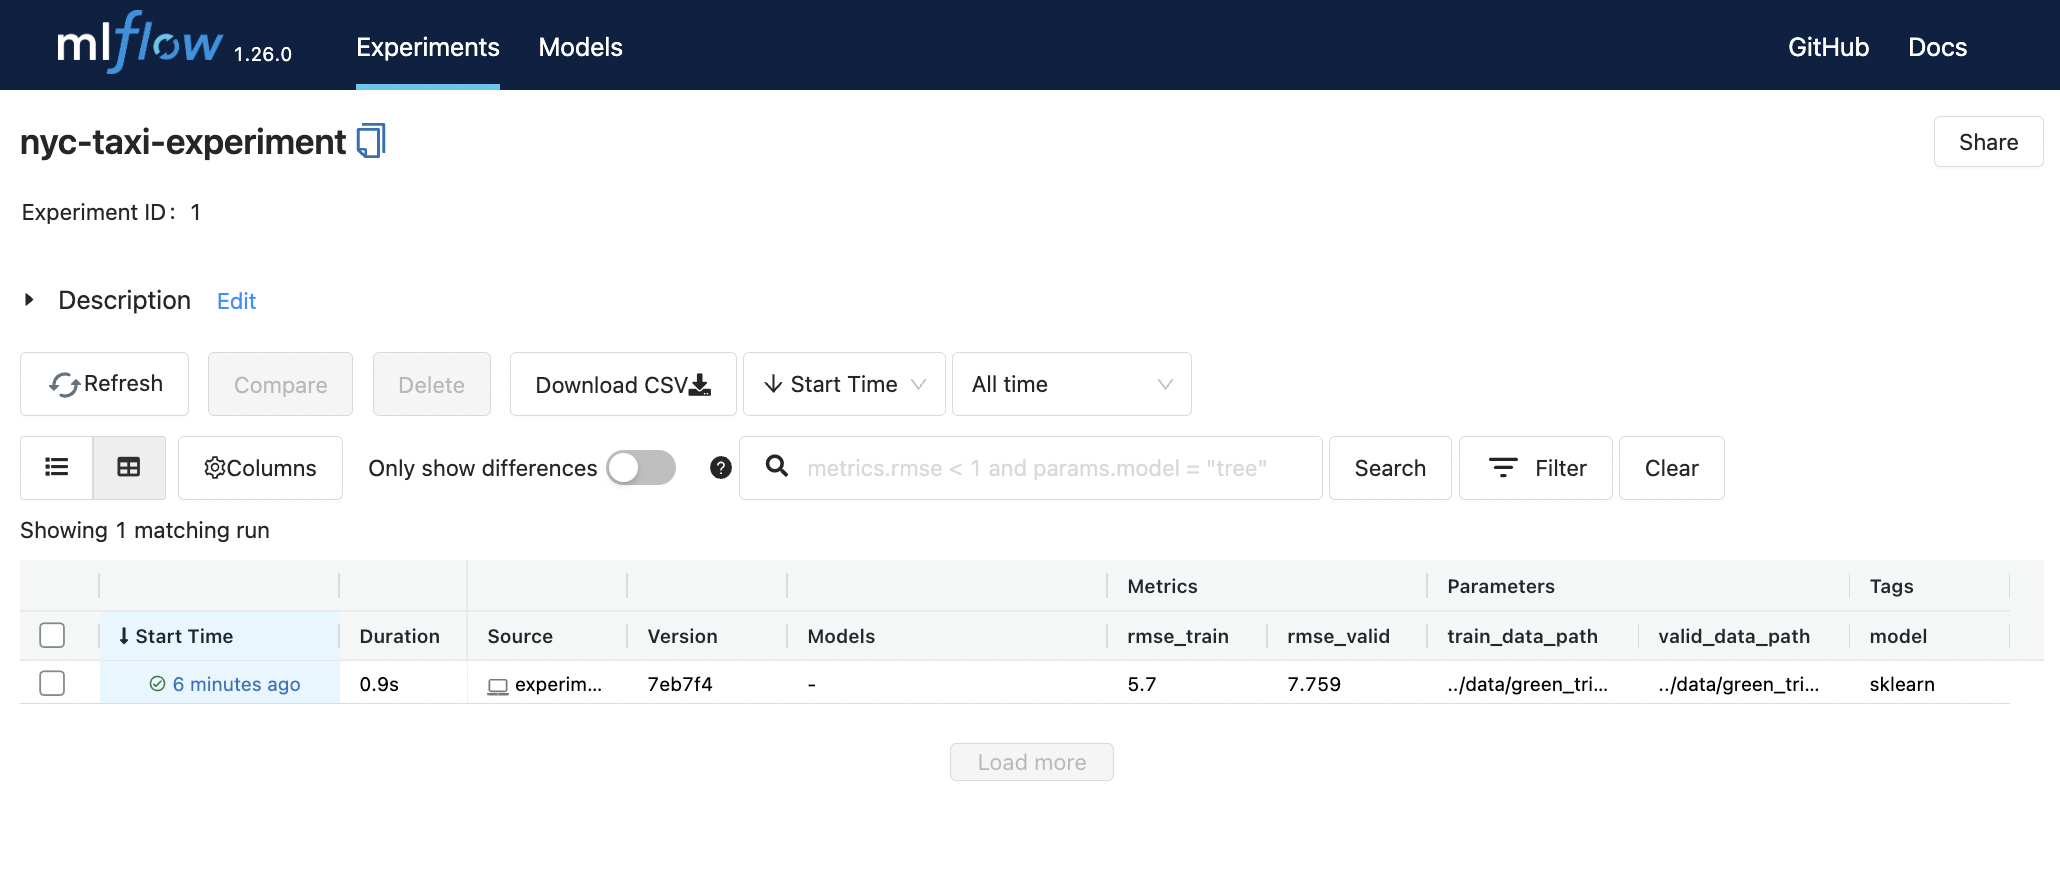 mlflow 1.26.0 Experiments Models GitHub Docs
nyc-taxi-experiment Share
Experiment ID: 1
Description Edit
Refresh Compare Delete Download CSV Start Time All time
Columns Only show differences ? metrics.rmse < 1 and params.model = "tree" Search Filter Clear
Showing 1 matching run
Metrics Parameters Tags
Start Time Duration Source Version Models rmse_train rmse_valid train_data_path valid_data_path model
6 minutes ago 0.9s experim... 7eb7f4 - 5.7 7.759 ../data/green_tri... ../data/green_tri... sklearn
Load more